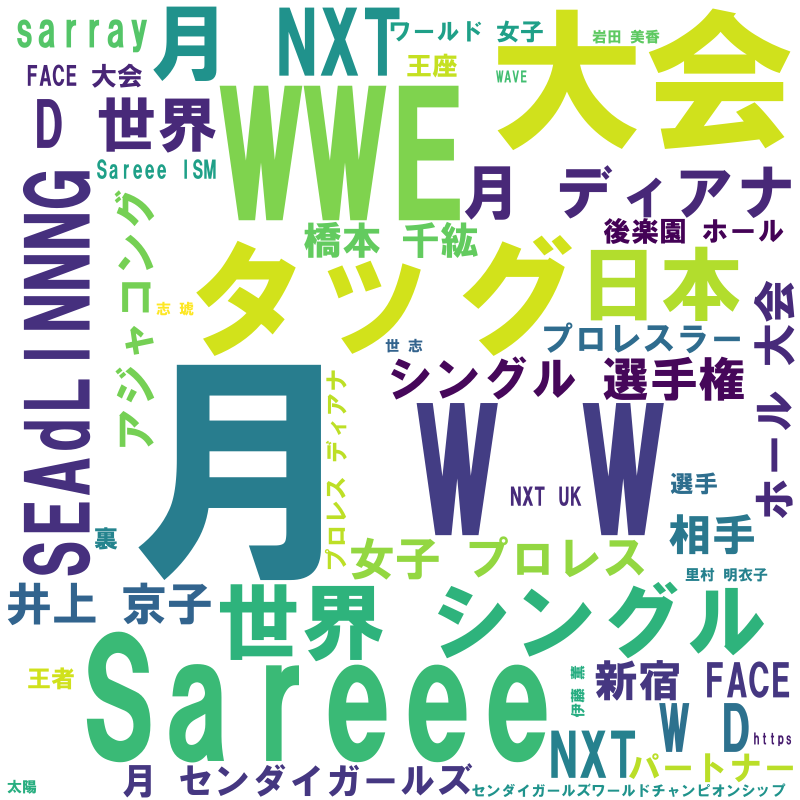 sarray
月 NXT
ワールド 女子
岩田 美香
大会
FACE 大会
王座
WAVE
D 世界
WWE
Sareee ISM
月 ディアナ
SEAdLINNNG
アジャコング
橋本 千紘
後楽園 ホール
志 琥
タッグ
日本
ホール 大会
世 志
プロレスラー
シングル 選手権
月
プロレス ディアナ
W W
NXT UK
選手
裏
女子 プロレス
相手
里村 明衣子
井上 京子
世界 シングル
Sareee
王者
伊藤 薫
新宿 FACE
W D
https
NXT
パートナー
太陽
月 センダイガールズ
センダイガールズワールドチャンピオンシップ